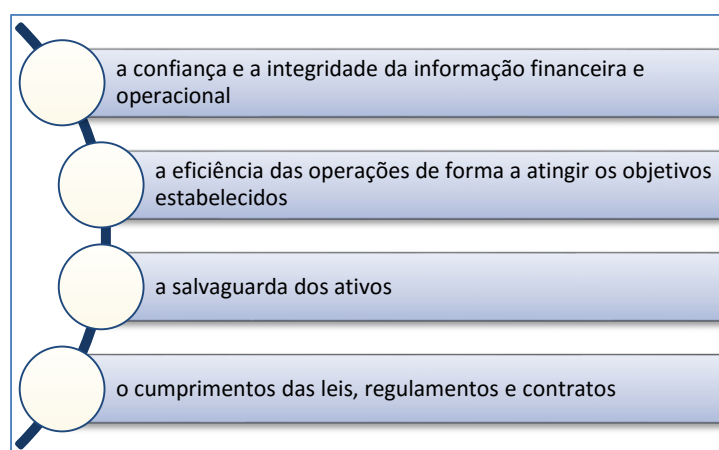 a confiança e a integridade da informação financeira e
operacional
a eficiência das operações de forma a atingir os objetivos
estabelecidos
a salvaguarda dos ativos
o cumprimentos das leis, regulamentos e contratos